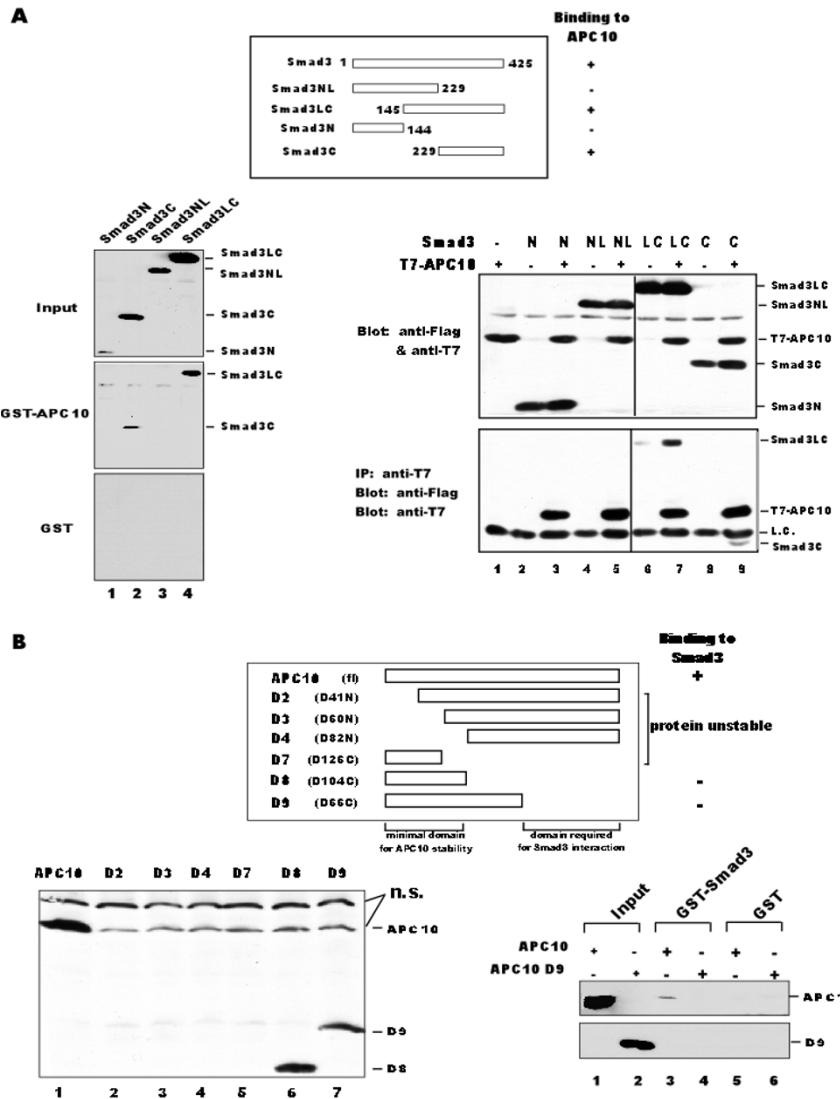 A
Binding to
APC10
Smad3 1 425 +
Smad3NL 229 -
Smad3LC 145 +
Smad3N 144 -
Smad3C 229 +
Smad3N
Smad3C
Smad3NL
Smad3LC
Input
Smad3LC
Smad3NL
Smad3C
Smad3N
GST-APC10
Smad3LC
Smad3C
GST
1 2 3 4
Smad3 - N N NL NL LC LC C C
T7-APC10 + - + - + - + - +
Blot: anti-Flag
& anti-T7
Smad3LC
Smad3NL
T7-APC10
Smad3C
Smad3N
IP: anti-T7
Blot: anti-Flag
Blot: anti-T7
Smad3LC
T7-APC10
L.C.
Smad3C
1 2 3 4 5 6 7 8 9
B
Binding to
Smad3
APC10 (fl) +
D2 (D41N)
D3 (D60N)
D4 (D82N)
D7 (D126C)
protein unstable
D8 (D104C) -
D9 (D66C) -
minimal domain
for APC10 stability
domain required
for Smad3 interaction
APC10 D2 D3 D4 D7 D8 D9
n.s.
APC10
D9
D8
1 2 3 4 5 6 7
Input
GST-Smad3
GST
APC10 + - + - + -
APC10 D9 - + - + - +
APC1
D9
1 2 3 4 5 6